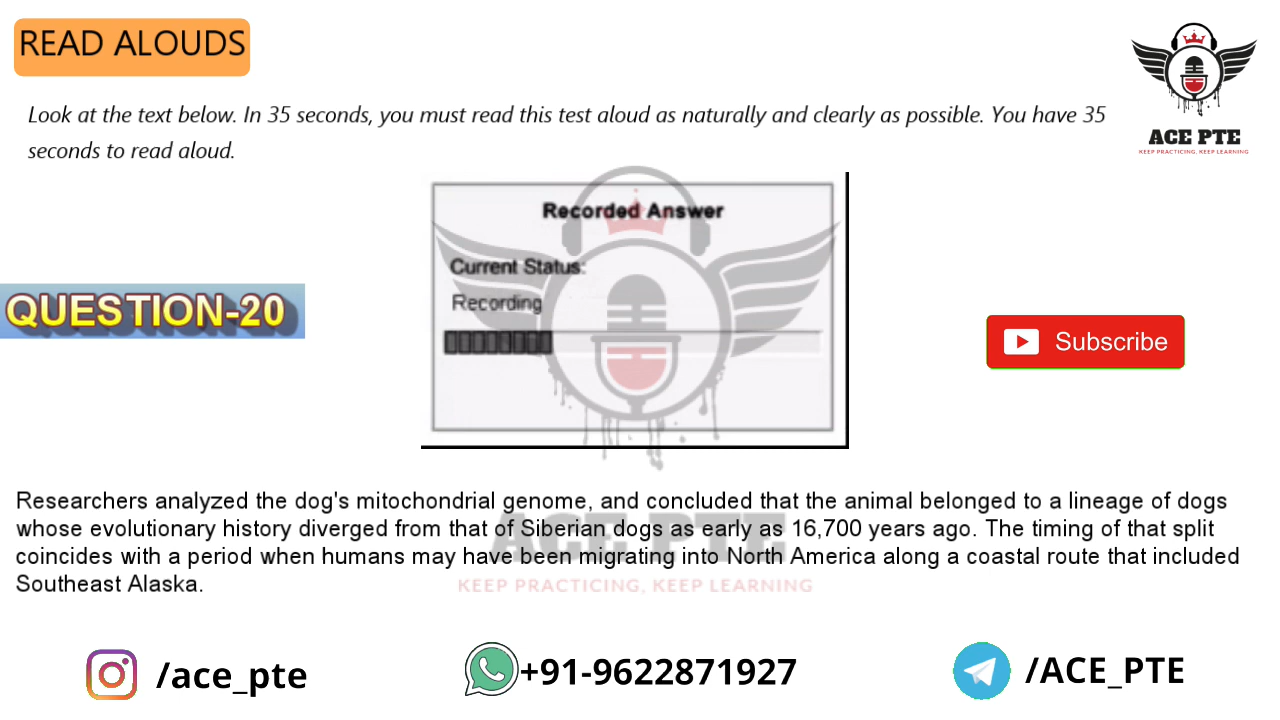 READ ALOUDS
Look at the text below. In 35 seconds, you must read this test aloud as naturally and clearly as possible. You have 35
seconds to read aloud.
ACE PTE
KEEP PRACTICING, KEEP LEARNING
Recorded Answer
Current Status:
Recording
QUESTION-20
Subscribe
Researchers analyzed the dog's mitochondrial genome, and concluded that the animal belonged to a lineage of dogs
whose evolutionary history diverged from that of Siberian dogs as early as 16,700 years ago. The timing of that split
coincides with a period when humans may have been migrating into North America along a coastal route that included
Southeast Alaska.
ACE PTE
KEEP PRACTICING, KEEP LEARNING
/ace_pte
+91-9622871927
/ACE_PTE